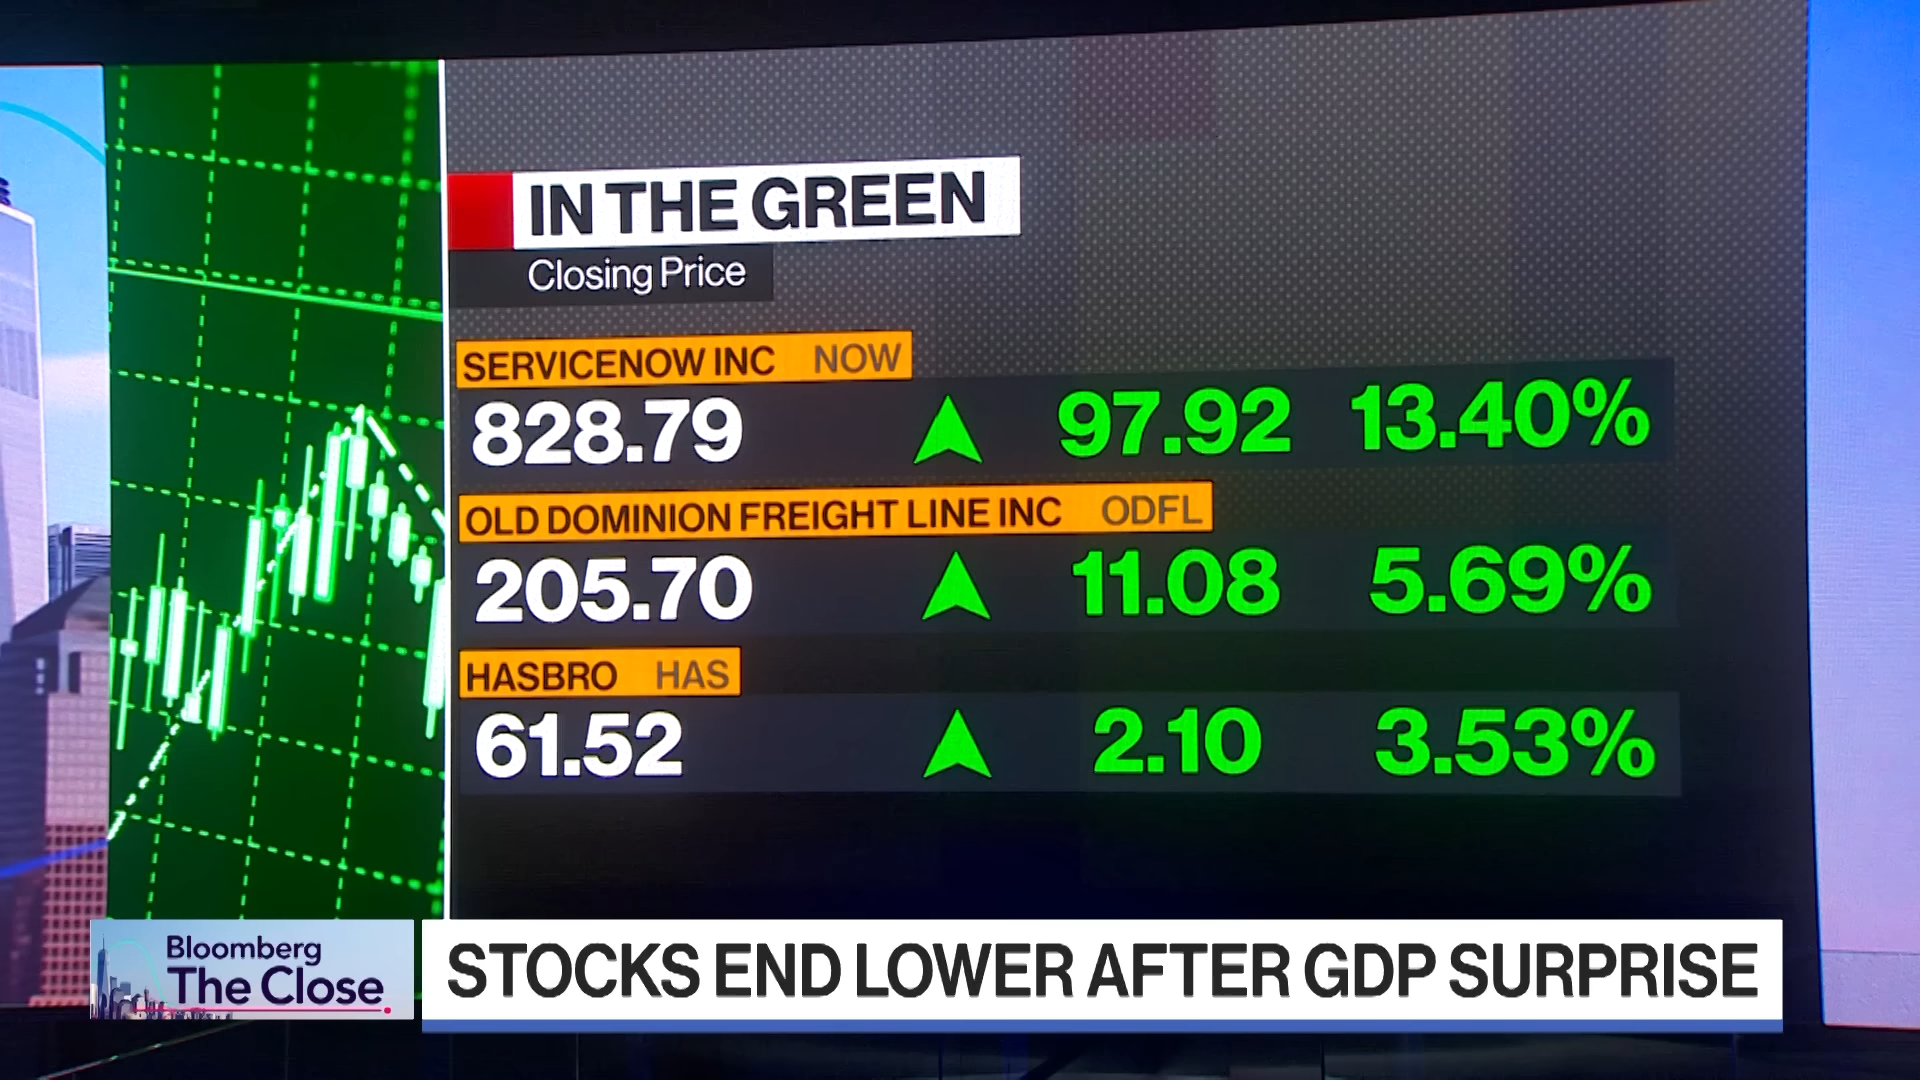 IN THE GREEN
Closing Price
SERVICENOW INC NOW
828.79 97.92 13.40%
OLD DOMINION FREIGHT LINE INC ODFL
205.70 11.08 5.69%
HASBRO HAS
61.52 2.10 3.53%
Bloomberg
The Close
STOCKS END LOWER AFTER GDP SURPRISE